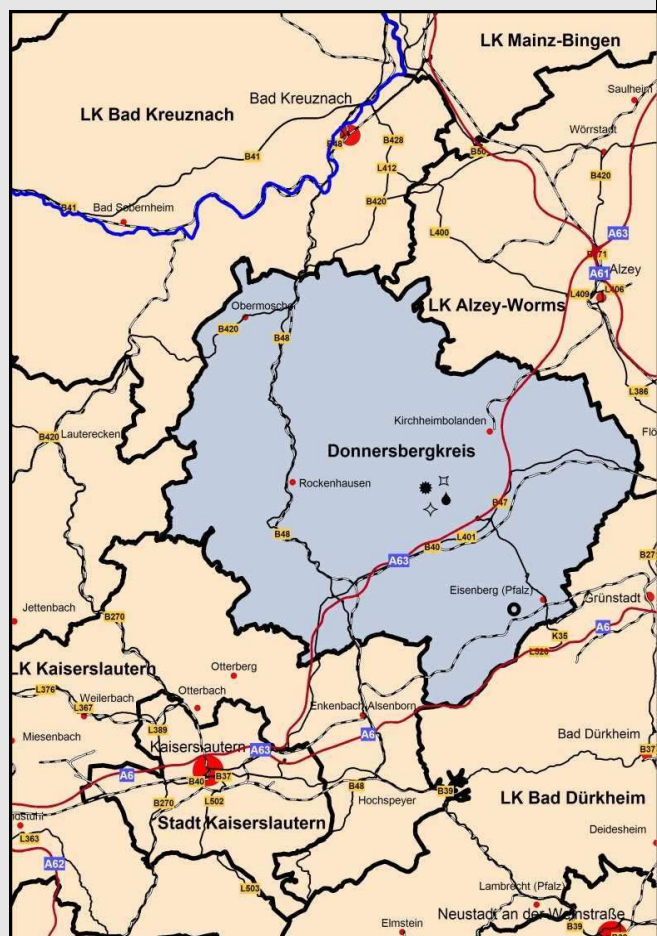 LK Mainz-Bingen
Saulheim
Bad Kreuznach
LK Bad Kreuznach
B48
B428
Wörrstadt
B50
B41
L412
B420
B420
B41
Bad Sobernheim
L400
A63
B271
A61
Alzey
L409
L406
LK Alzey-Worms
Obermoschel
B420
B48
L386
Kirchheimbolanden
B420
Lauterecken
Donnersbergkreis
Rockenhausen
B47
B48
L401
B40
A63
B271
Eisenberg (Pfalz)
Grünstadt
Jettenbach
B270
A6
K35
L520
LK Kaiserslautern
Otterberg
L376
Weilerbach
L367
Otterbach
Enkenbach Alsenborn
L389
Miesenbach
Kaiserslautern
A63
A6
Bad Dürkheim
B37
A6
B40
B37
B48
B39
B270
L502
Hochspeyer
LK Bad Dürkheim
Stadt Kaiserslautern
L363
Deidesheim
A62
L503
Lambrecht (Pfalz)
Neustadt an der Weinstraße
Elmstein
B39